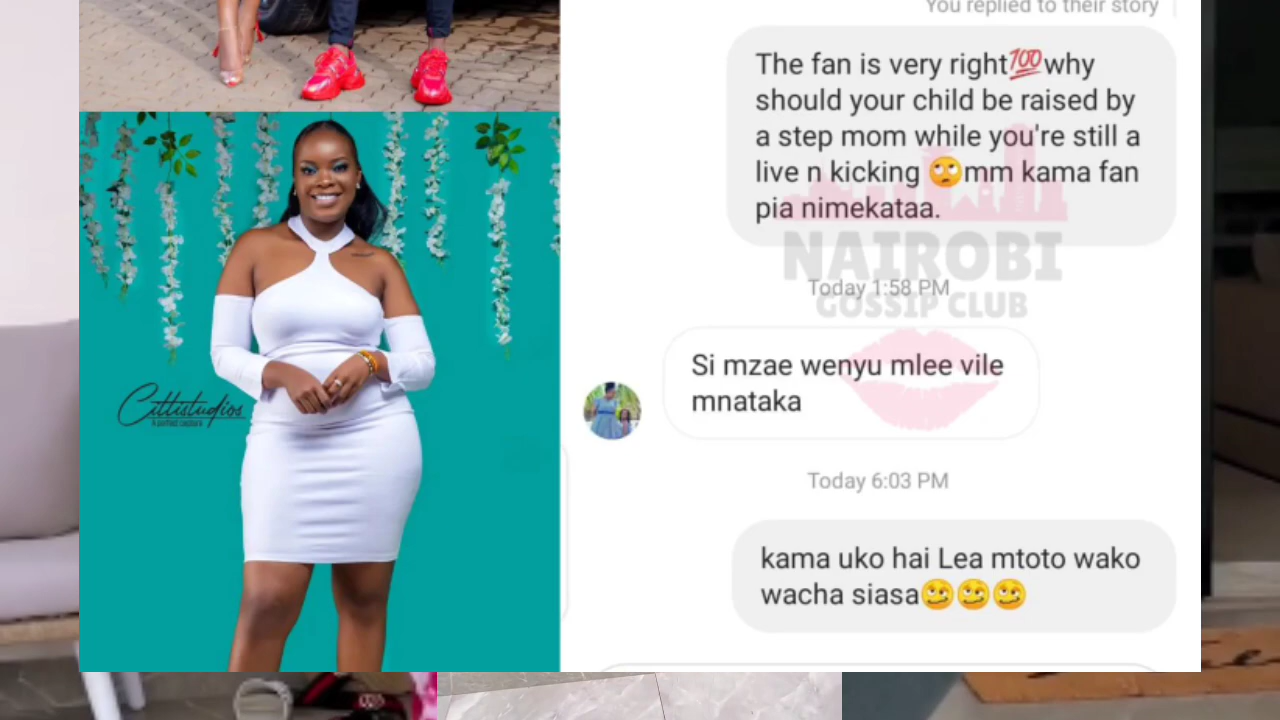 You replied to their story
The fan is very right💯why
should your child be raised by
a step mom while you're still a
live n kicking 🙄mm kama fan
pia nimekataa.
NAIROBI
Today 1:58 PM
GOSSIP CLUB
Si mzae wenyu mlee vile
mnataka
Cittistudios
Today 6:03 PM
kama uko hai Lea mtoto wako
wacha siasa🥴🥴🥴